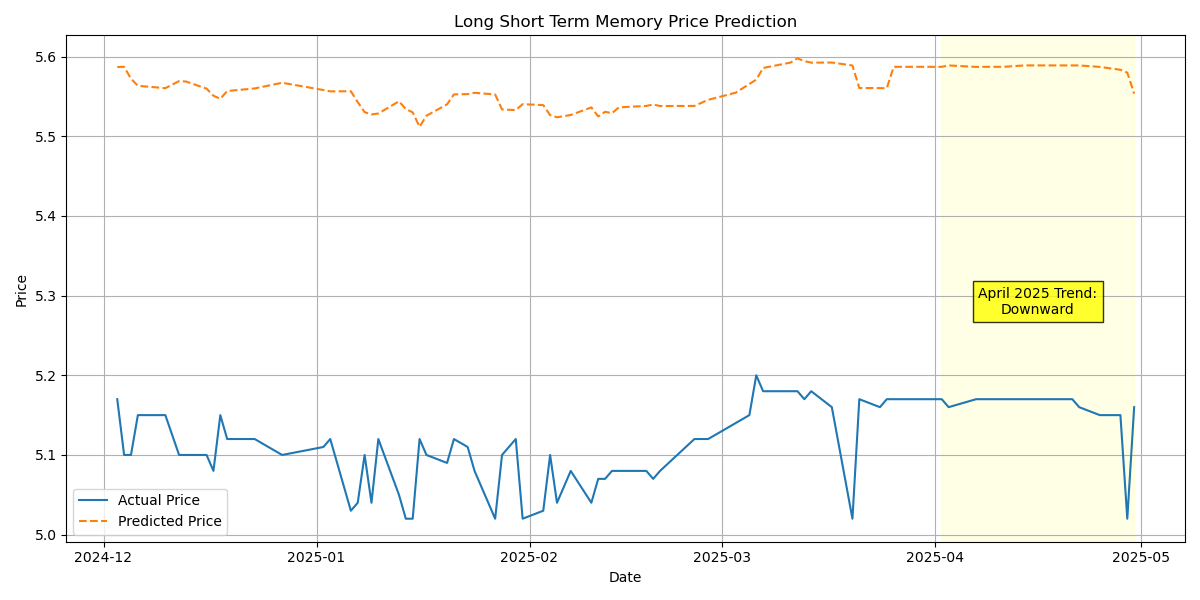 Long Short Term Memory Price Prediction
5.6
5.5
5.4
5.3
5.2
5.1
5.0
Price
April 2025 Trend:
Downward
Actual Price
Predicted Price
2024-12
2025-01
2025-02
2025-03
2025-04
2025-05
Date